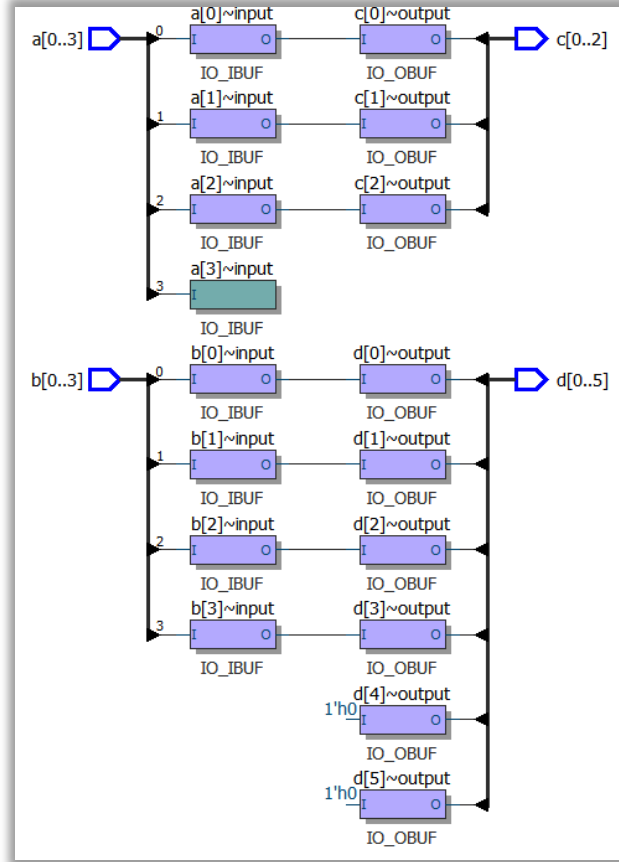 a[0]~input c[0]~output
a[0..3] 0 I O I O c[0..2]
IO_IBUF IO_OBUF
a[1]~input c[1]~output
1 I O I O
IO_IBUF IO_OBUF
a[2]~input c[2]~output
2 I O I O
IO_IBUF IO_OBUF
a[3]~input
3 I
IO_IBUF
b[0]~input d[0]~output
b[0..3] 0 I O I O d[0..5]
IO_IBUF IO_OBUF
b[1]~input d[1]~output
1 I O I O
IO_IBUF IO_OBUF
b[2]~input d[2]~output
2 I O I O
IO_IBUF IO_OBUF
b[3]~input d[3]~output
3 I O I O
IO_IBUF IO_OBUF
d[4]~output
1'h0 I O
IO_OBUF
d[5]~output
1'h0 I O
IO_OBUF